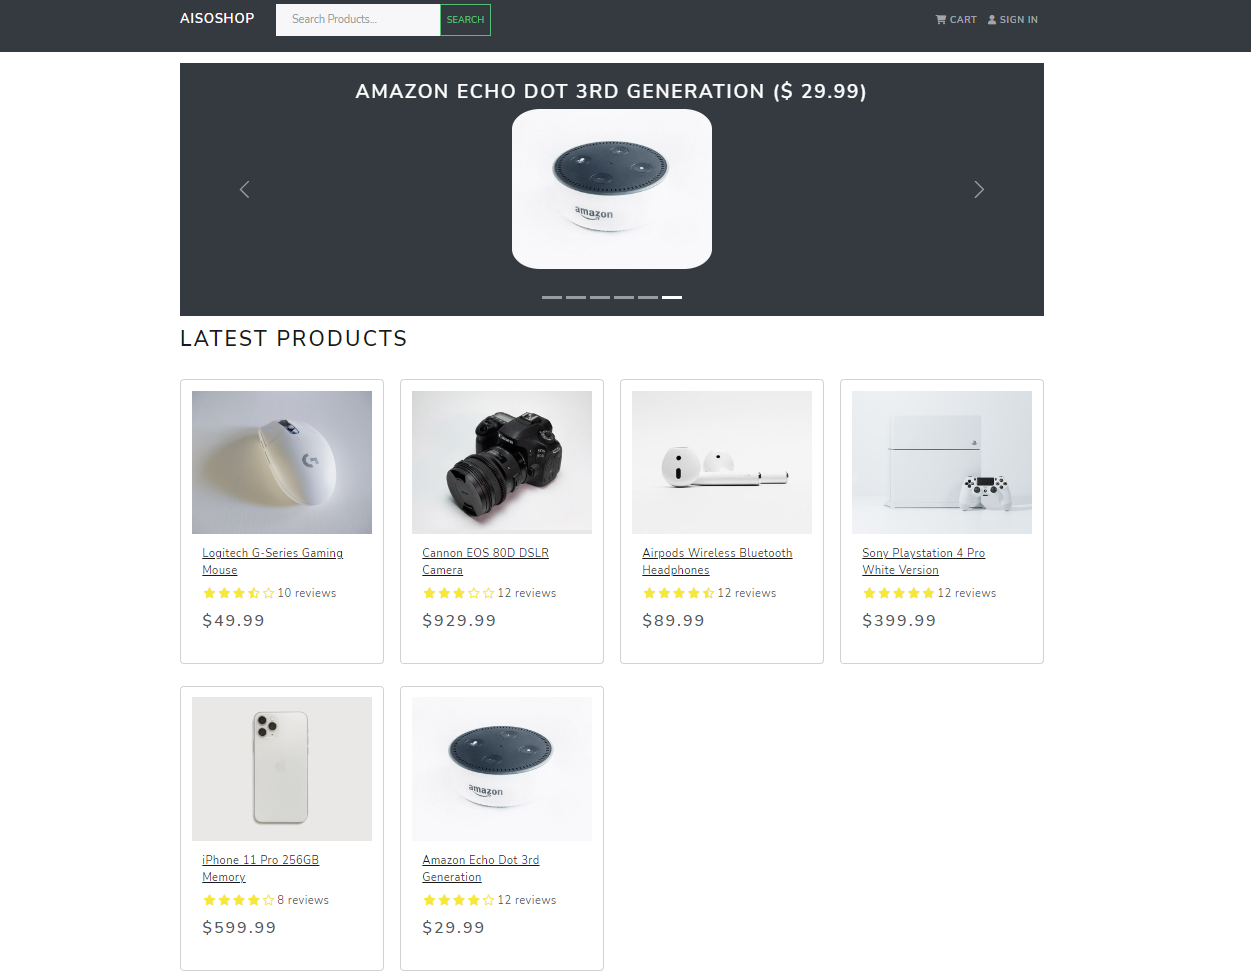 AISOSHOP
Search Products...
SEARCH
CART
SIGN IN
AMAZON ECHO DOT 3RD GENERATION ($ 29.99)
amazon
LATEST PRODUCTS
Logitech G-Series Gaming
Mouse
10 reviews
$49.99
Cannon EOS 80D DSLR
Camera
12 reviews
$929.99
Airpods Wireless Bluetooth
Headphones
12 reviews
$89.99
Sony Playstation 4 Pro
White Version
12 reviews
$399.99
iPhone 11 Pro 256GB
Memory
8 reviews
$599.99
amazon
Amazon Echo Dot 3rd
Generation
12 reviews
$29.99